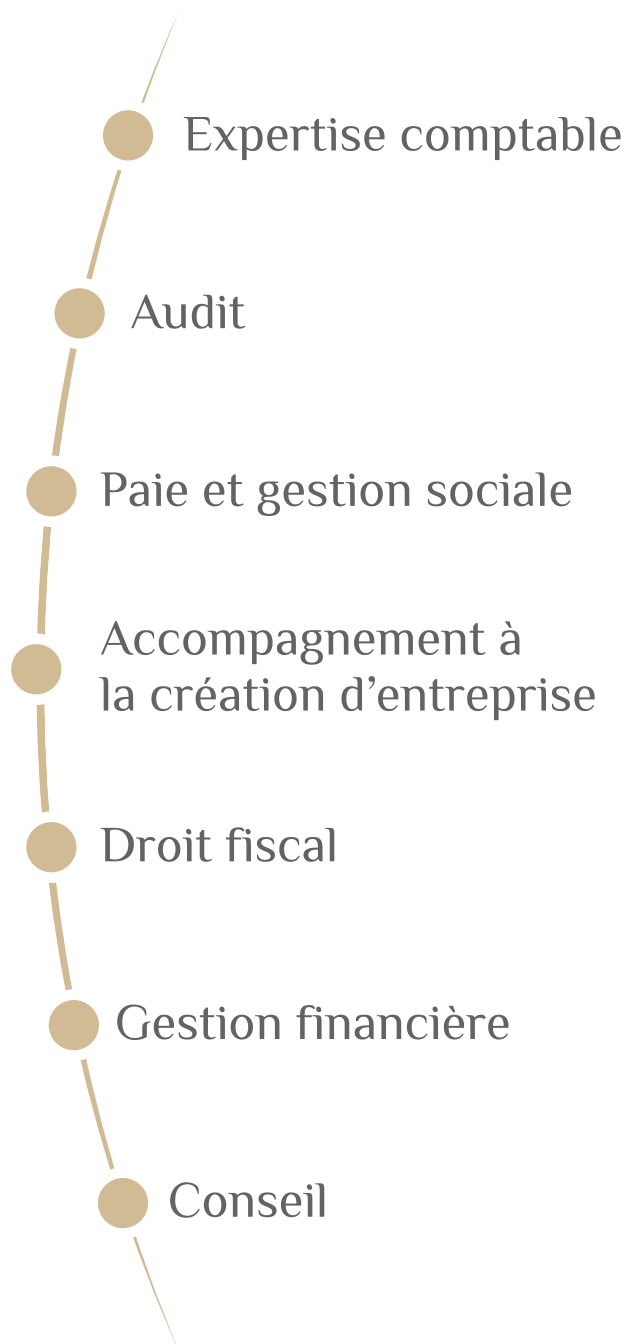 Expertise comptable
Audit
Paie et gestion sociale
Accompagnement à
la création d’entreprise
Droit fiscal
Gestion financière
Conseil